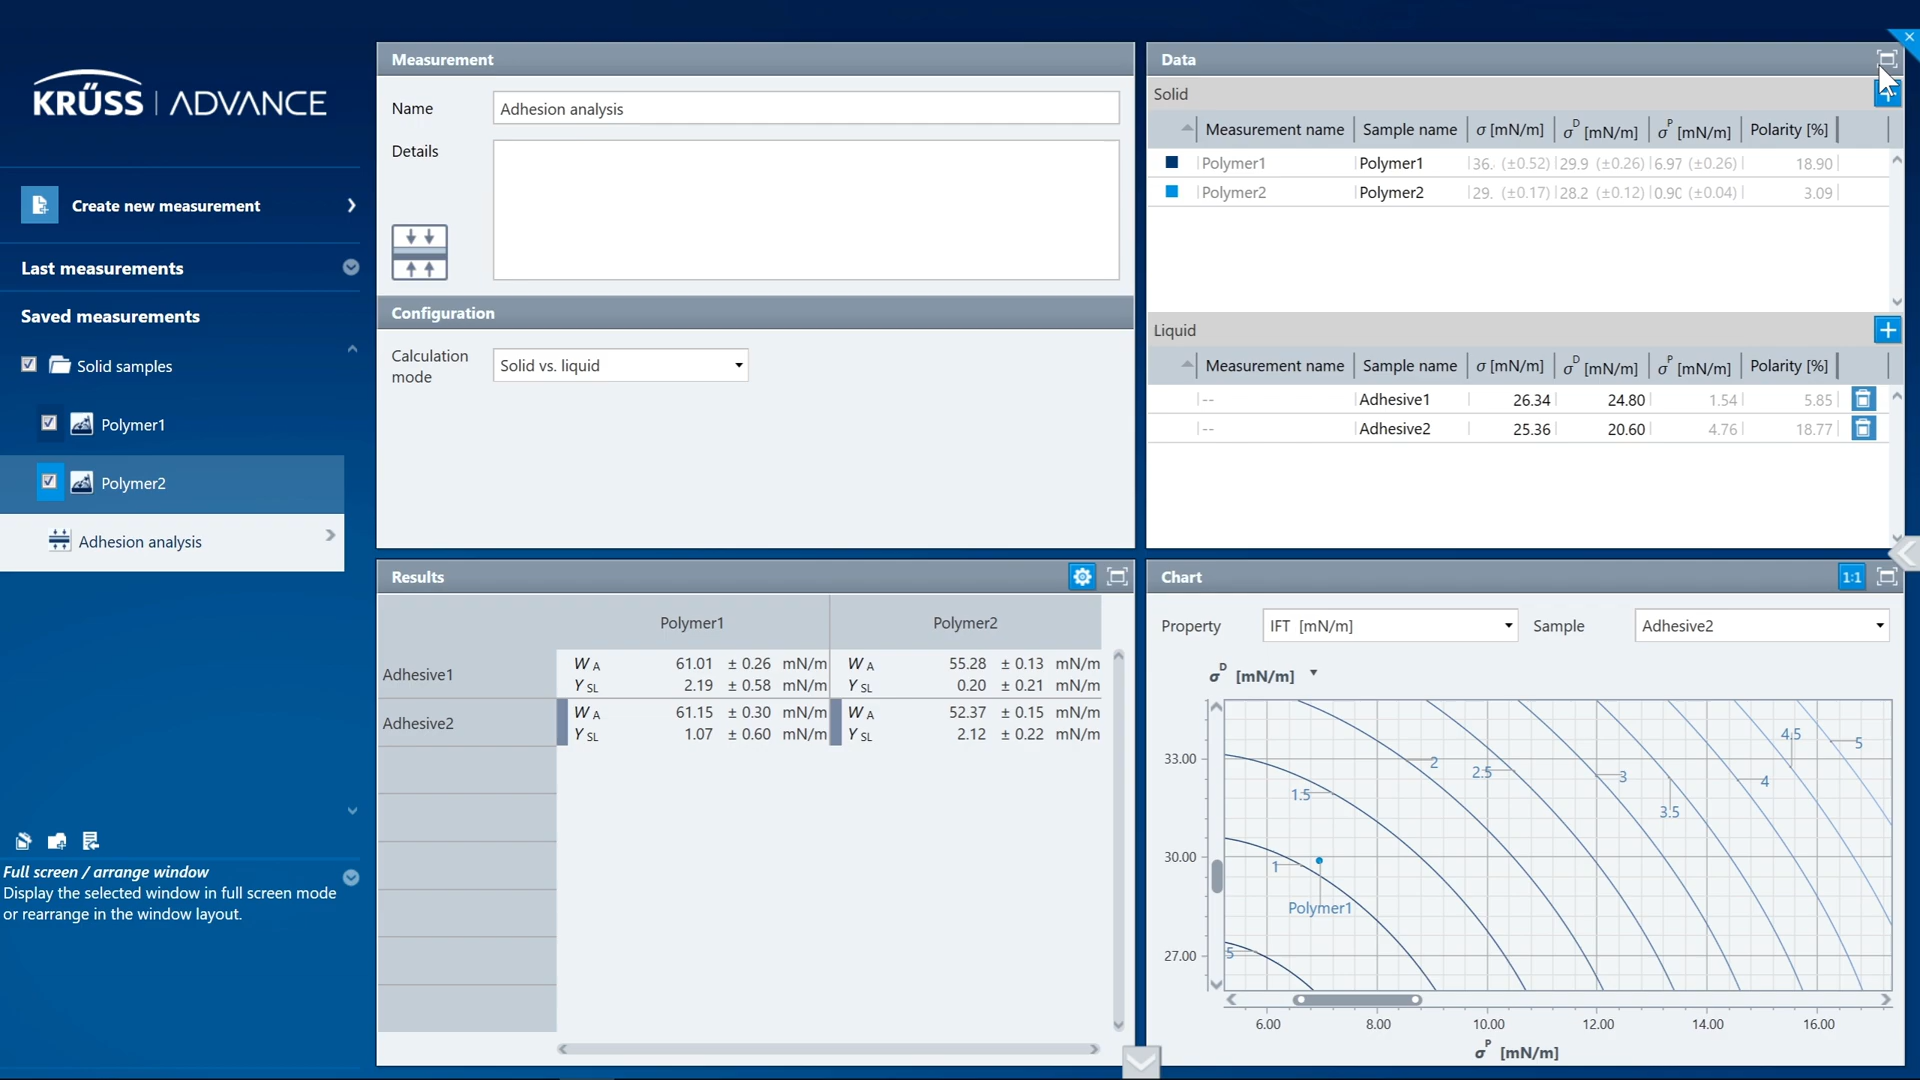 KRÜSS | ADVANCE
Create new measurement
Last measurements
Saved measurements
Solid samples
Polymer1
Polymer2
Adhesion analysis
Full screen / arrange window
Display the selected window in full screen mode
or rearrange in the window layout.
Measurement
Name
Adhesion analysis
Details
Configuration
Calculation
mode
Solid vs. liquid
Data
Solid
Measurement name Sample name σ [mN/m] σD [mN/m] σP [mN/m] Polarity [%]
Polymer1 Polymer1 36. (±0.52) 29.9 (±0.26) 6.97 (±0.26) 18.90
Polymer2 Polymer2 29. (±0.17) 28.2 (±0.12) 0.90 (±0.04) 3.09
Liquid
Measurement name Sample name σ [mN/m] σD [mN/m] σP [mN/m] Polarity [%]
-- Adhesive1 26.34 24.80 1.54 5.85
-- Adhesive2 25.36 20.60 4.76 18.77
Results
Polymer1 Polymer2
Adhesive1
W A 61.01 ± 0.26 mN/m W A 55.28 ± 0.13 mN/m
Y SL 2.19 ± 0.58 mN/m Y SL 0.20 ± 0.21 mN/m
Adhesive2
W A 61.15 ± 0.30 mN/m W A 52.37 ± 0.15 mN/m
Y SL 1.07 ± 0.60 mN/m Y SL 2.12 ± 0.22 mN/m
Chart
1:1
Property IFT [mN/m] Sample Adhesive2
σD [mN/m]
33.00
30.00
27.00
5
1
1.5
2
2.5
3
3.5
4
4.5
5
Polymer1
6.00 8.00 10.00 12.00 14.00 16.00
σP [mN/m]